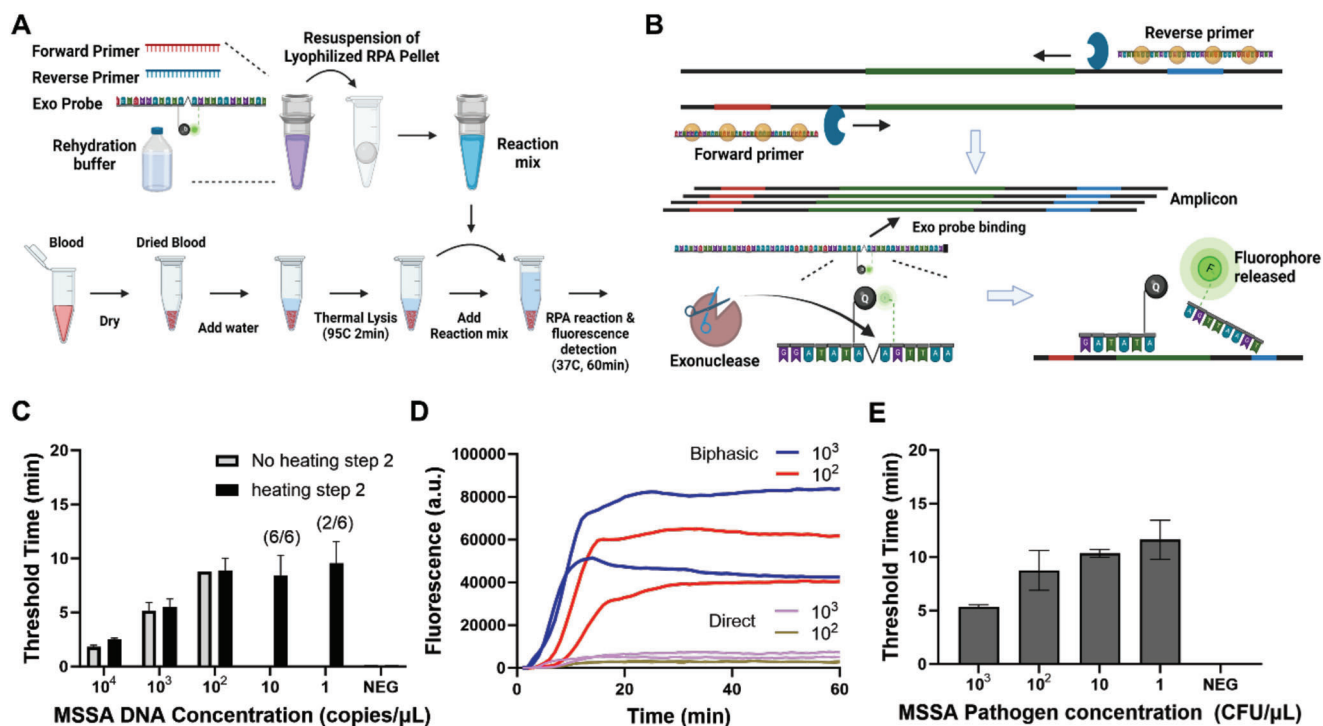 A
Forward Primer
Reverse Primer
Exo Probe
Rehydration
buffer
Resuspension of
Lyophilized RPA Pellet
Reaction
mix
Blood
Dried Blood
Dry
Add water
Thermal Lysis
(95C 2min)
Add
Reaction mix
RPA reaction &
fluorescence
detection
(37C, 60min)
B
Reverse primer
Forward primer
Amplicon
Exo probe binding
Exonuclease
Q
G G A T A T A A G T T A A
Fluorophore
released
F
Q
G A T A T A
C
Threshold Time (min)
20
15
10
5
0
No heating step 2
heating step 2
(6/6)
(2/6)
10⁴ 10³ 10² 10 1 NEG
MSSA DNA Concentration (copies/µL)
D
Fluorescence (a.u.)
100000
80000
60000
40000
20000
0
Biphasic
10³
10²
Direct
10³
10²
0 20 40 60
Time (min)
E
Threshold Time (min)
20
15
10
5
0
10³ 10² 10 1 NEG
MSSA Pathogen concentration (CFU/µL)